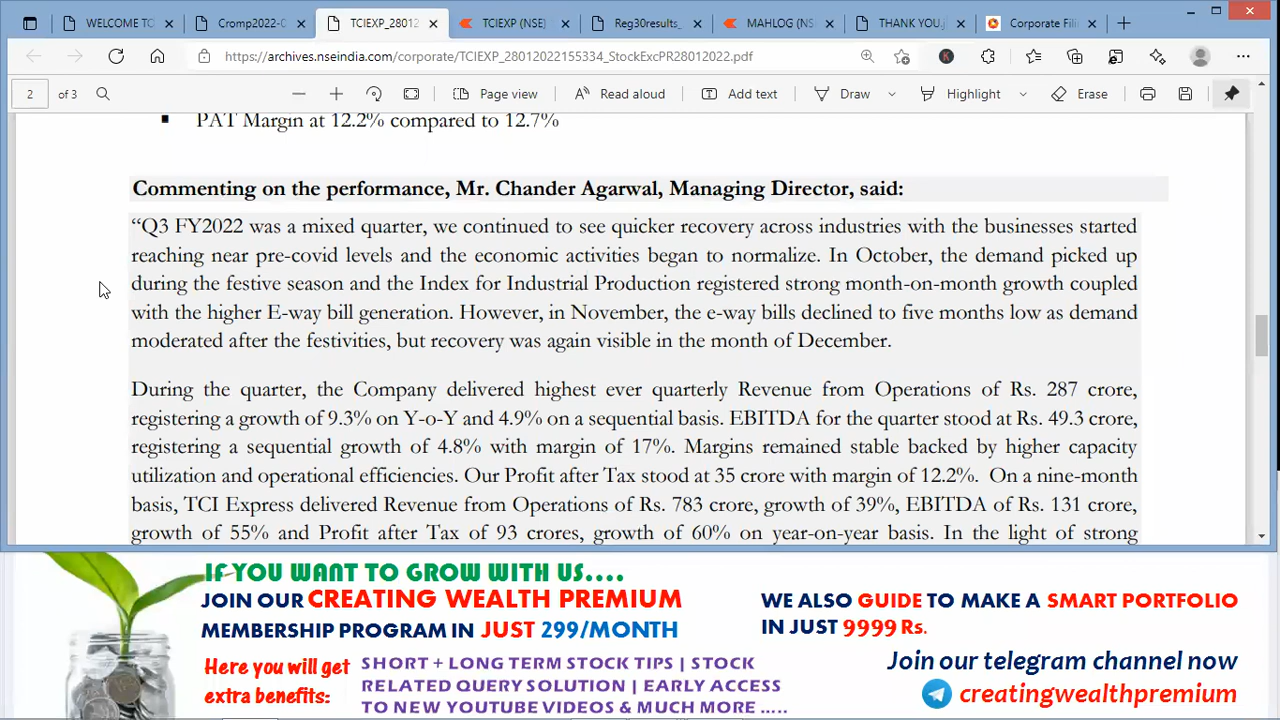 WELCOME TO
Cromp2022-0
TCIEXP_28012
TCIEXP (NSE)
Reg30results_
MAHLOG (NS
THANK YOU.j
Corporate Fili
https://archives.nseindia.com/corporate/TCIEXP_28012022155334_StockExcPR28012022.pdf
K
2 of 3
Page view
Read aloud
Add text
Draw
Highlight
Erase
PAT Margin at 12.2% compared to 12.7%
Commenting on the performance, Mr. Chander Agarwal, Managing Director, said:
“Q3 FY2022 was a mixed quarter, we continued to see quicker recovery across industries with the businesses started
reaching near pre-covid levels and the economic activities began to normalize. In October, the demand picked up
during the festive season and the Index for Industrial Production registered strong month-on-month growth coupled
with the higher E-way bill generation. However, in November, the e-way bills declined to five months low as demand
moderated after the festivities, but recovery was again visible in the month of December.
During the quarter, the Company delivered highest ever quarterly Revenue from Operations of Rs. 287 crore,
registering a growth of 9.3% on Y-o-Y and 4.9% on a sequential basis. EBITDA for the quarter stood at Rs. 49.3 crore,
registering a sequential growth of 4.8% with margin of 17%. Margins remained stable backed by higher capacity
utilization and operational efficiencies. Our Profit after Tax stood at 35 crore with margin of 12.2%. On a nine-month
basis, TCI Express delivered Revenue from Operations of Rs. 783 crore, growth of 39%, EBITDA of Rs. 131 crore,
growth of 55% and Profit after Tax of 93 crores, growth of 60% on year-on-year basis. In the light of strong
IF YOU WANT TO GROW WITH US....
JOIN OUR CREATING WEALTH PREMIUM
MEMBERSHIP PROGRAM IN JUST 299/MONTH
Here you will get
extra benefits:
SHORT + LONG TERM STOCK TIPS | STOCK
RELATED QUERY SOLUTION | EARLY ACCESS
TO NEW YOUTUBE VIDEOS & MUCH MORE .....
WE ALSO GUIDE TO MAKE A SMART PORTFOLIO
IN JUST 9999 Rs.
Join our telegram channel now
creatingwealthpremium